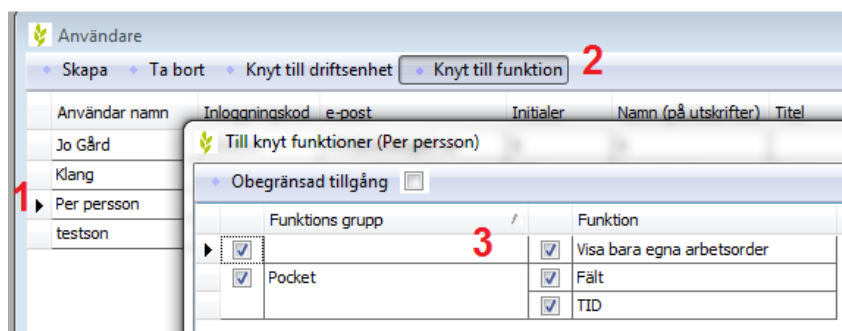 Användare
Skapa Ta bort Knyt till driftsenhet Knyt till funktion 2
Användar namn Inloggningskod e-post Initialer Namn (på utskrifter) Titel
Jo Gård
Till knyt funktioner (Per persson)
Klang
Obegränsad tillgång
1 Per persson
Funktions grupp Funktion
testson
3 Visa bara egna arbetsorder
Pocket Fält
TID